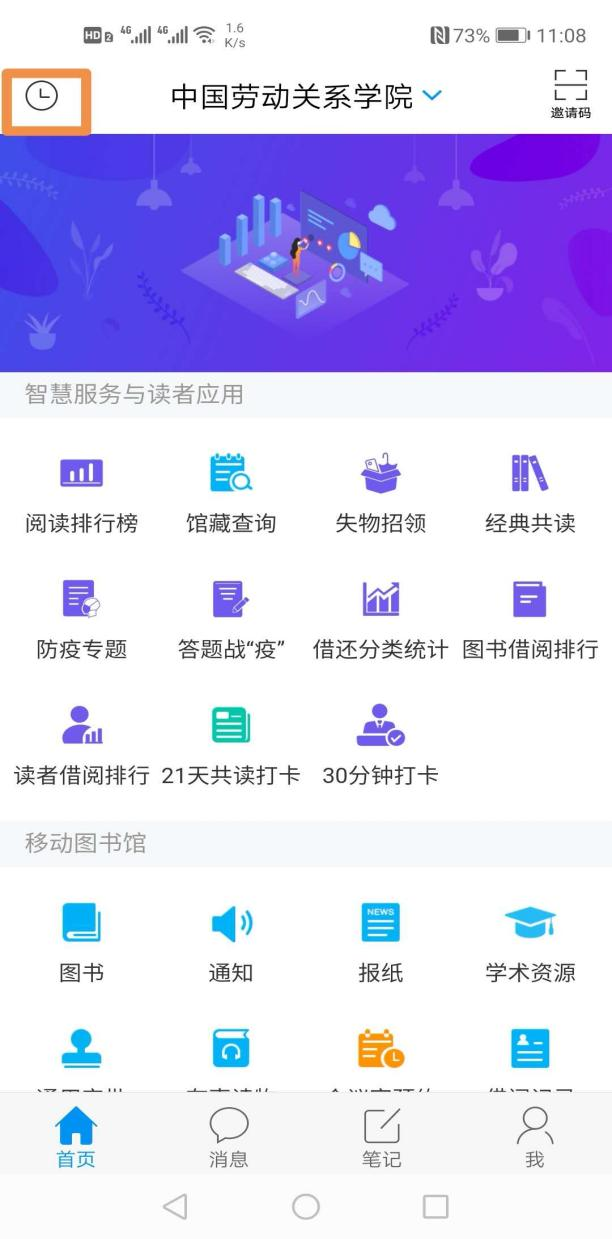 HD 2 4G 4G 1.6 K/s 73% 11:08
中国劳动关系学院
邀请码
智慧服务与读者应用
阅读排行榜 馆藏查询 失物招领 经典共读
防疫专题 答题战“疫” 借还分类统计 图书借阅排行
读者借阅排行 21天共读打卡 30分钟打卡
移动图书馆
NEWS
图书 通知 报纸 学术资源
首页 消息 笔记 我